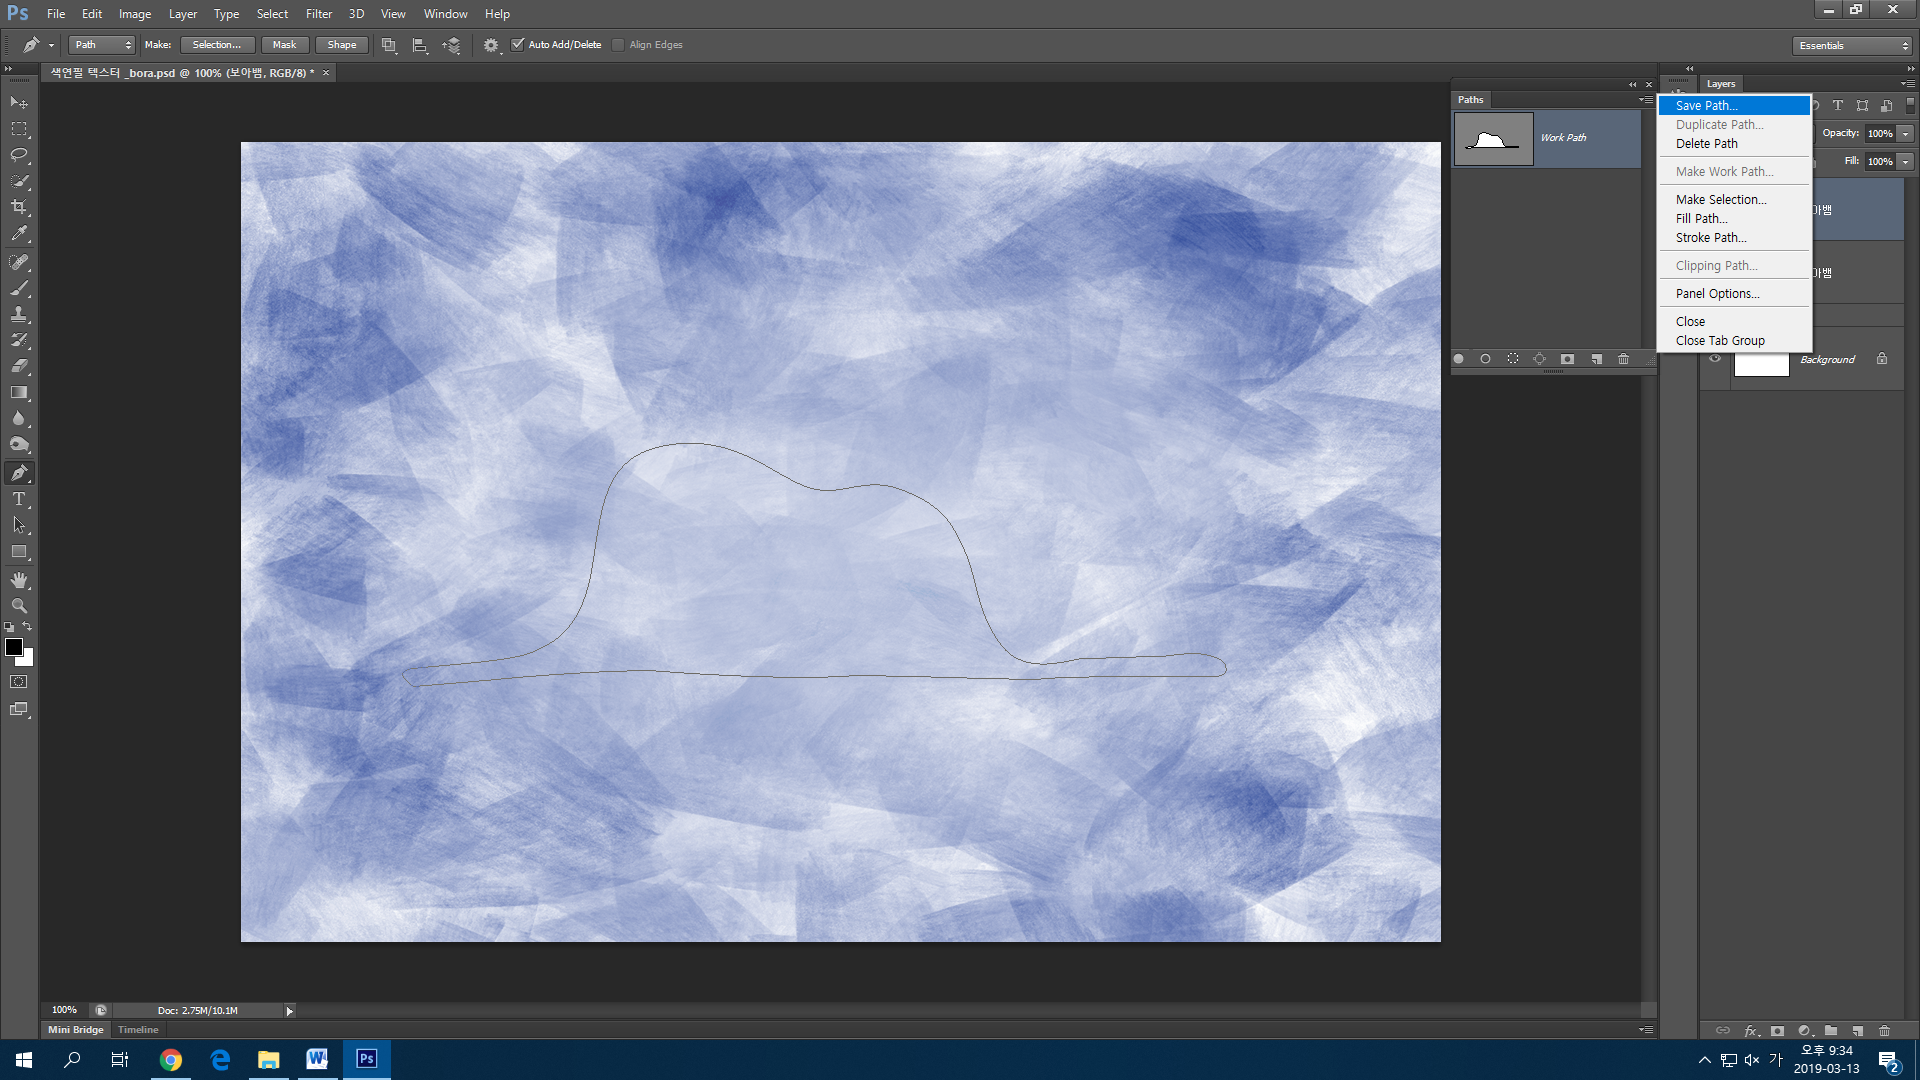 Ps File Edit Image Layer Type Select Filter 3D View Window Help
Path Make: Selection... Mask Shape Auto Add/Delete Align Edges Essentials
색연필 텍스터 _bora.psd @ 100% (보아뱀, RGB/8) * ×
Paths
Work Path
Layers
Save Path...
Duplicate Path...
Delete Path
Make Work Path...
Make Selection...
Fill Path...
Stroke Path...
Clipping Path...
Panel Options...
Close
Close Tab Group
Opacity: 100%
Fill: 100%
아뱀
아뱀
Background
100% Doc: 2.75M/10.1M
Mini Bridge Timeline
가 오후 9:34
2019-03-13
2